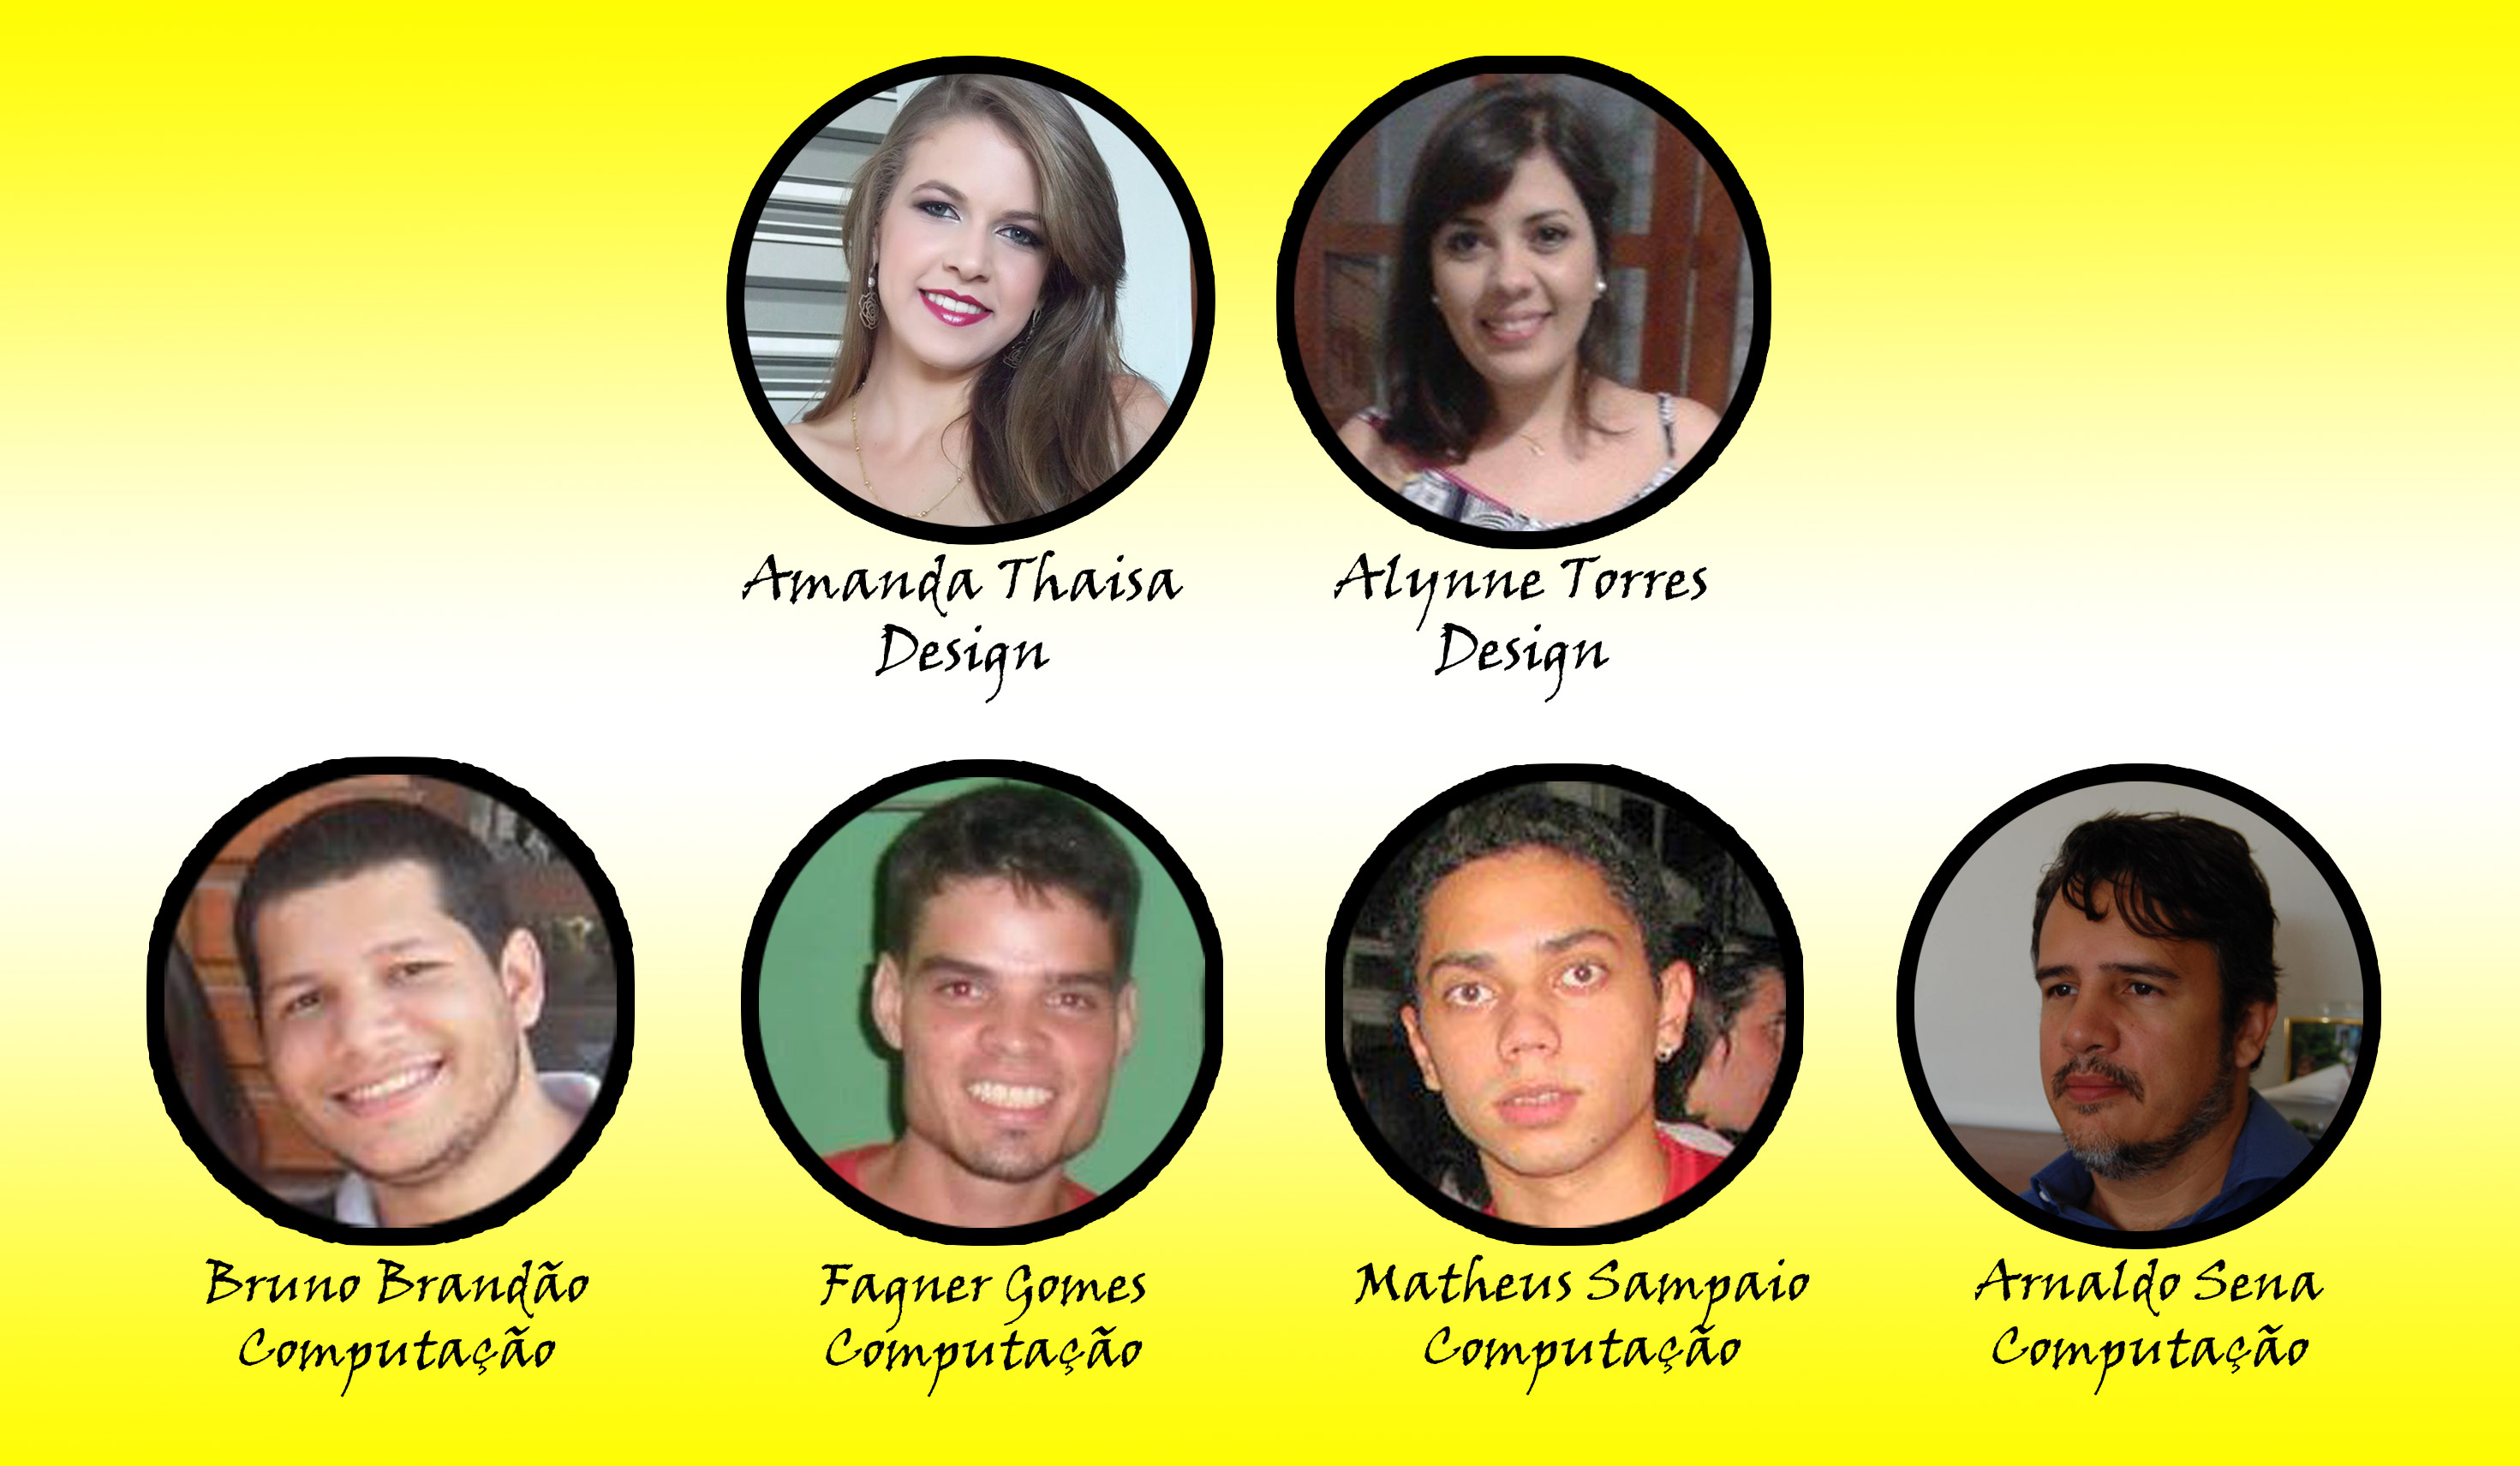 Amanda Thaisa
Design
Alynne Torres
Design
Bruno Brandão
Computação
Fagner Gomes
Computação
Matheus Sampaio
Computação
Arnaldo Sena
Computação